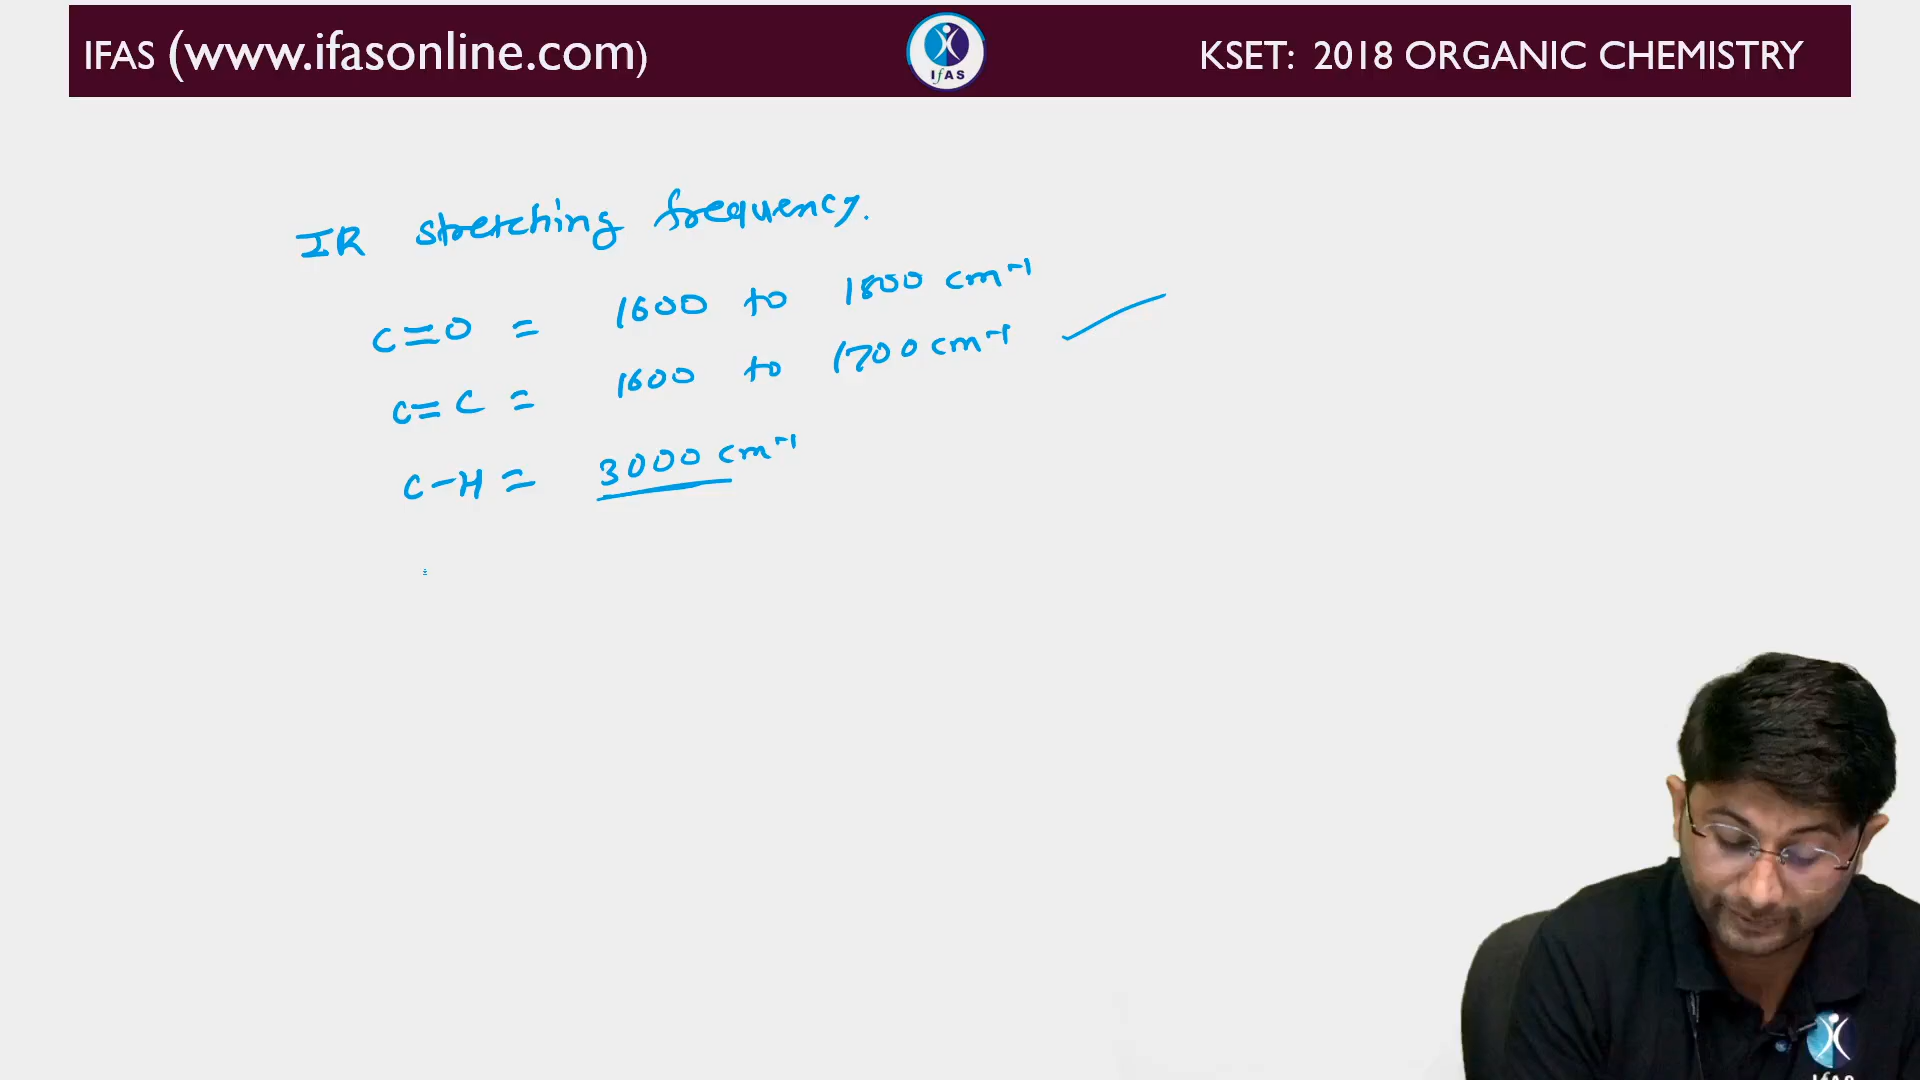 IFAS (www.ifasonline.com)
IfAS
KSET: 2018 ORGANIC CHEMISTRY
IR stretching frequency.
C=O = 1600 to 1800 cm⁻¹
C=C = 1600 to 1700 cm⁻¹
C-H = 3000 cm⁻¹
IfAS